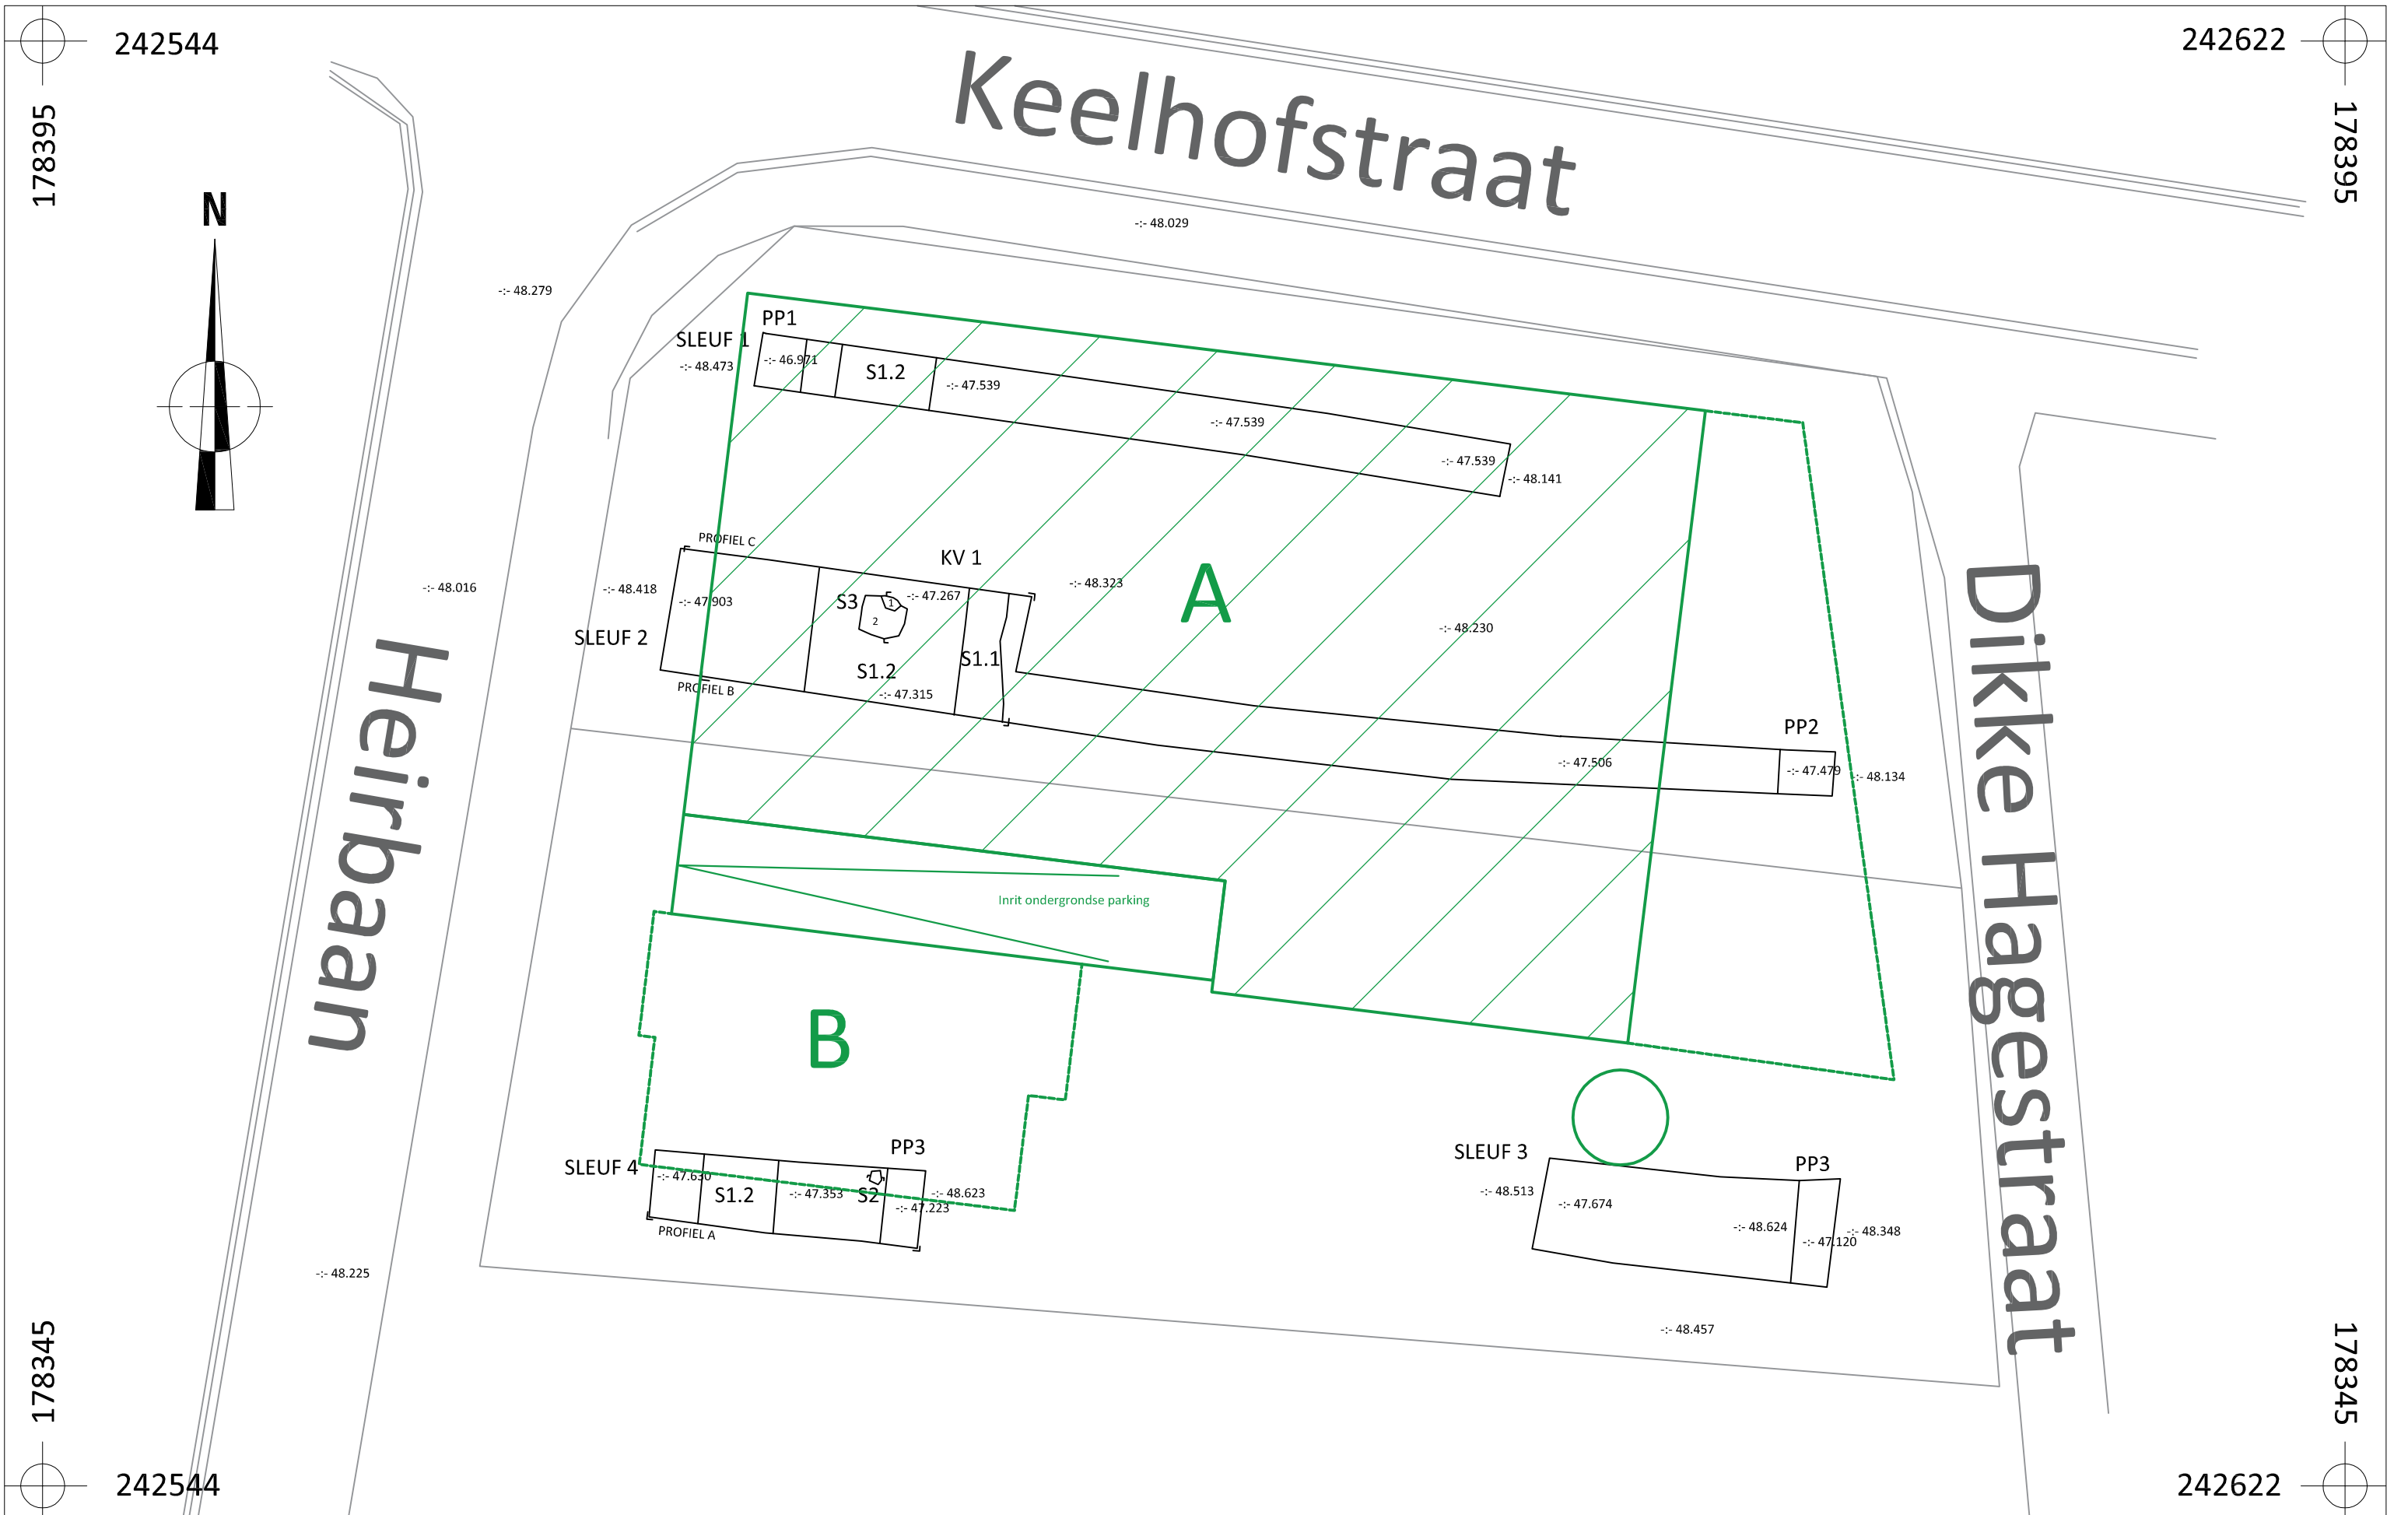 242544
242622
178395
178395
Keelhofstraat
N
-:- 48.029
-:- 48.279
PP1
SLEUF 1
-:- 46.971
-:- 48.473
S1.2
-:- 47.539
-:- 47.539
-:- 47.539
-:- 48.141
PROFIEL C
KV 1
-:- 48.323
A
-:- 48.016
-:- 48.418
-:- 47.903
S3
1
2
-:- 47.267
-:- 48.230
SLEUF 2
S1.1
S1.2
PROFIEL B
-:- 47.315
PP2
-:- 47.506
-:- 47.479
-:- 48.134
Heirbaan
Dikke Hagestraat
Inrit ondergrondse parking
B
PP3
SLEUF 4
-:- 47.630
S1.2
-:- 47.353
S2
-:- 48.623
-:- 47.223
PROFIEL A
SLEUF 3
PP3
-:- 48.513
-:- 47.674
-:- 48.624
-:- 47.120
-:- 48.348
-:- 48.225
-:- 48.457
178345
178345
242544
242622